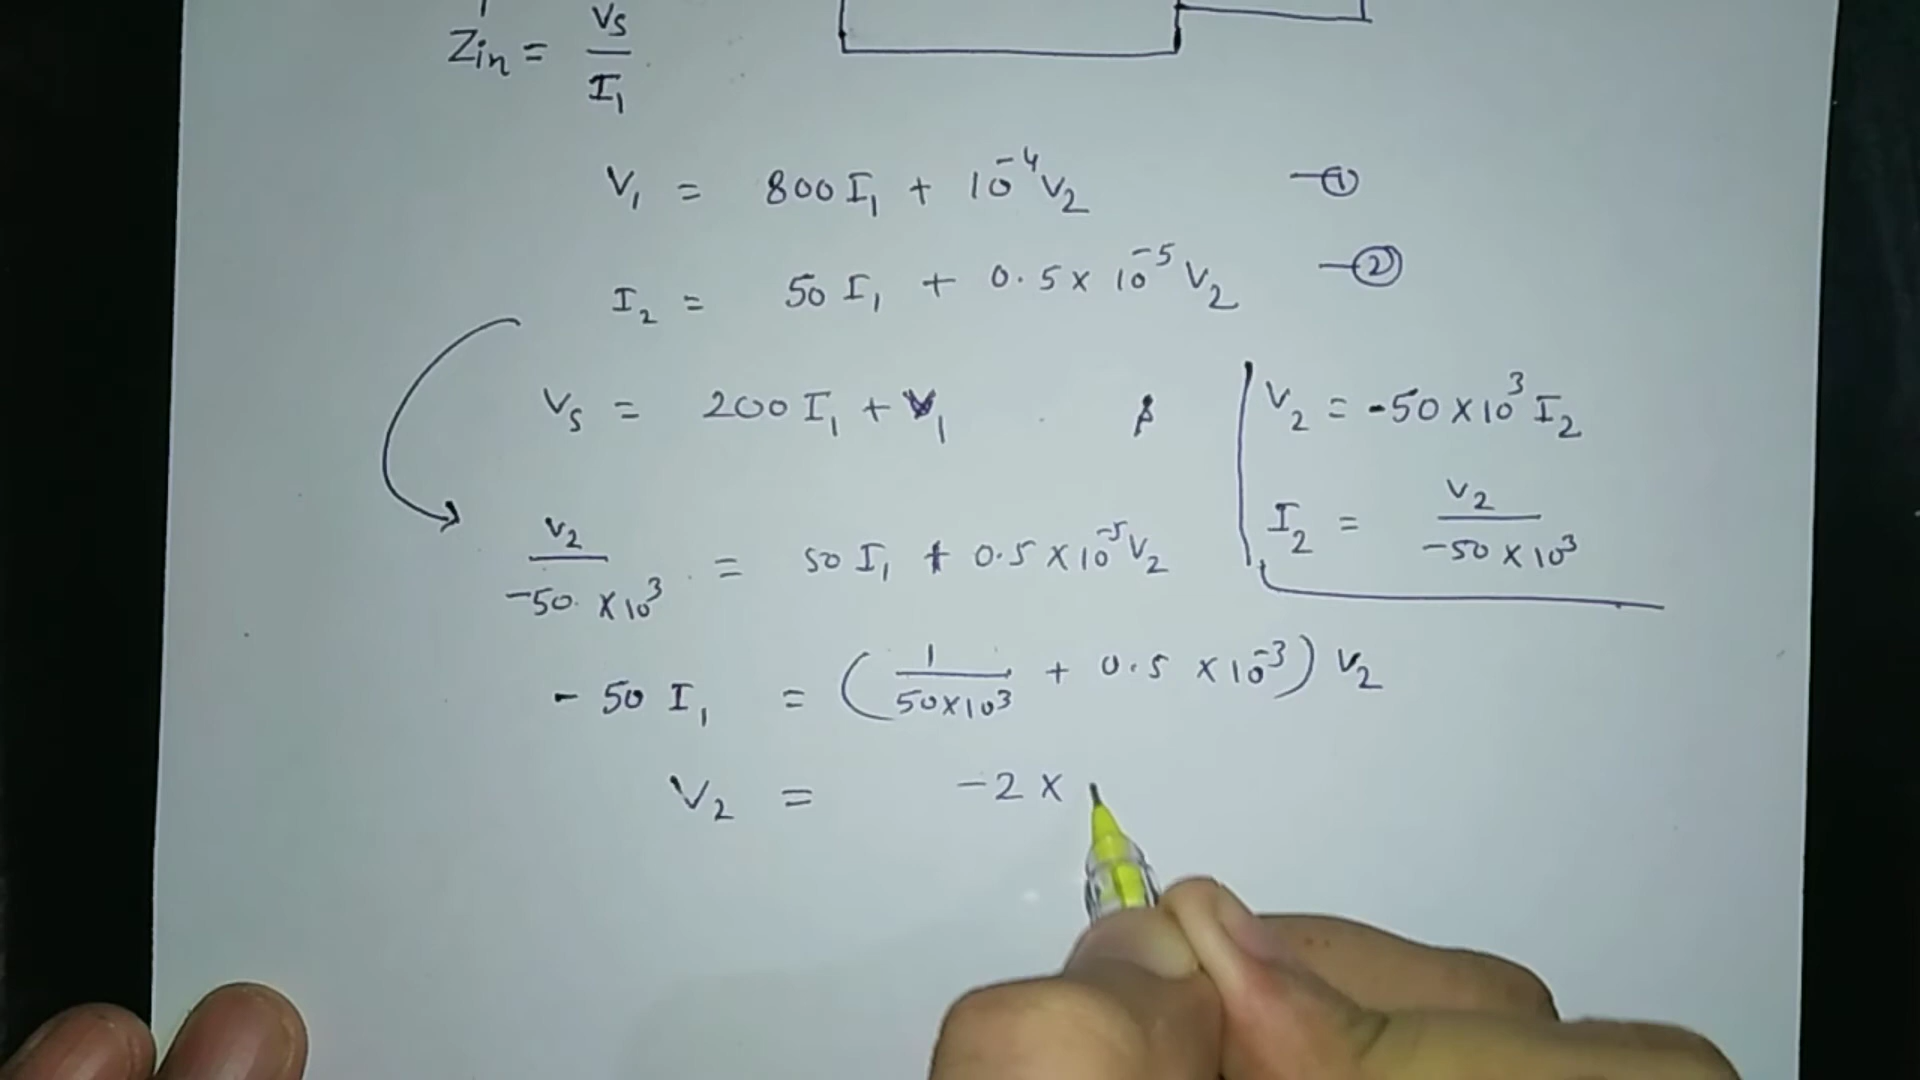 Zin = Vs / I1
V1 = 800 I1 + 10^-4 V2 —①
I2 = 50 I1 + 0.5 x 10^-5 V2 —②
Vs = 200 I1 + V1
V2 = -50 x 10^3 I2
I2 = V2 / -50 x 10^3
V2 / -50. x 10^3 = 50 I1 + 0.5 x 10^-5 V2
- 50 I1 = ( 1 / 50x10^3 + 0.5 x 10^-3 ) V2
V2 = -2 x